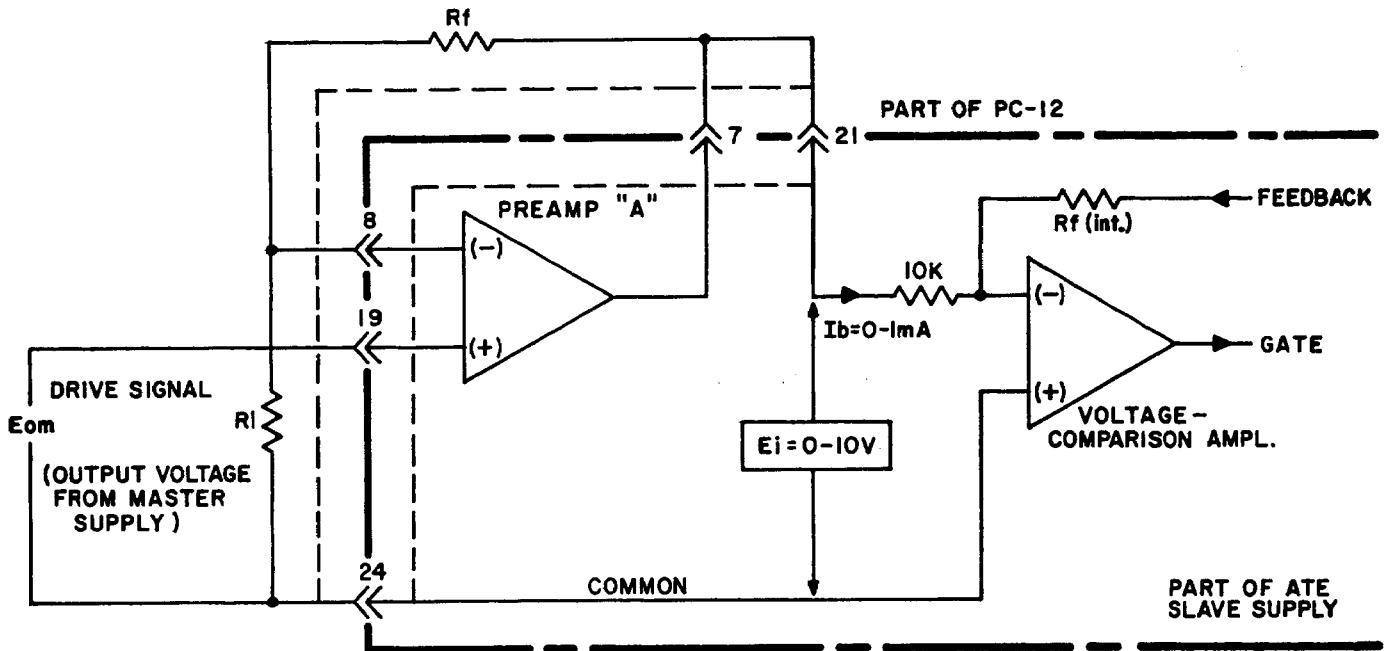 Rf
PART OF PC-12
7
21
PREAMP "A"
8
(-)
Rf (int.)
FEEDBACK
10K
(-)
Ib=0-1mA
19
(+)
GATE
DRIVE SIGNAL
Eom
Ri
(+)
VOLTAGE-
COMPARISON AMPL.
Ei=0-10V
(OUTPUT VOLTAGE
FROM MASTER
SUPPLY)
24
COMMON
PART OF ATE
SLAVE SUPPLY